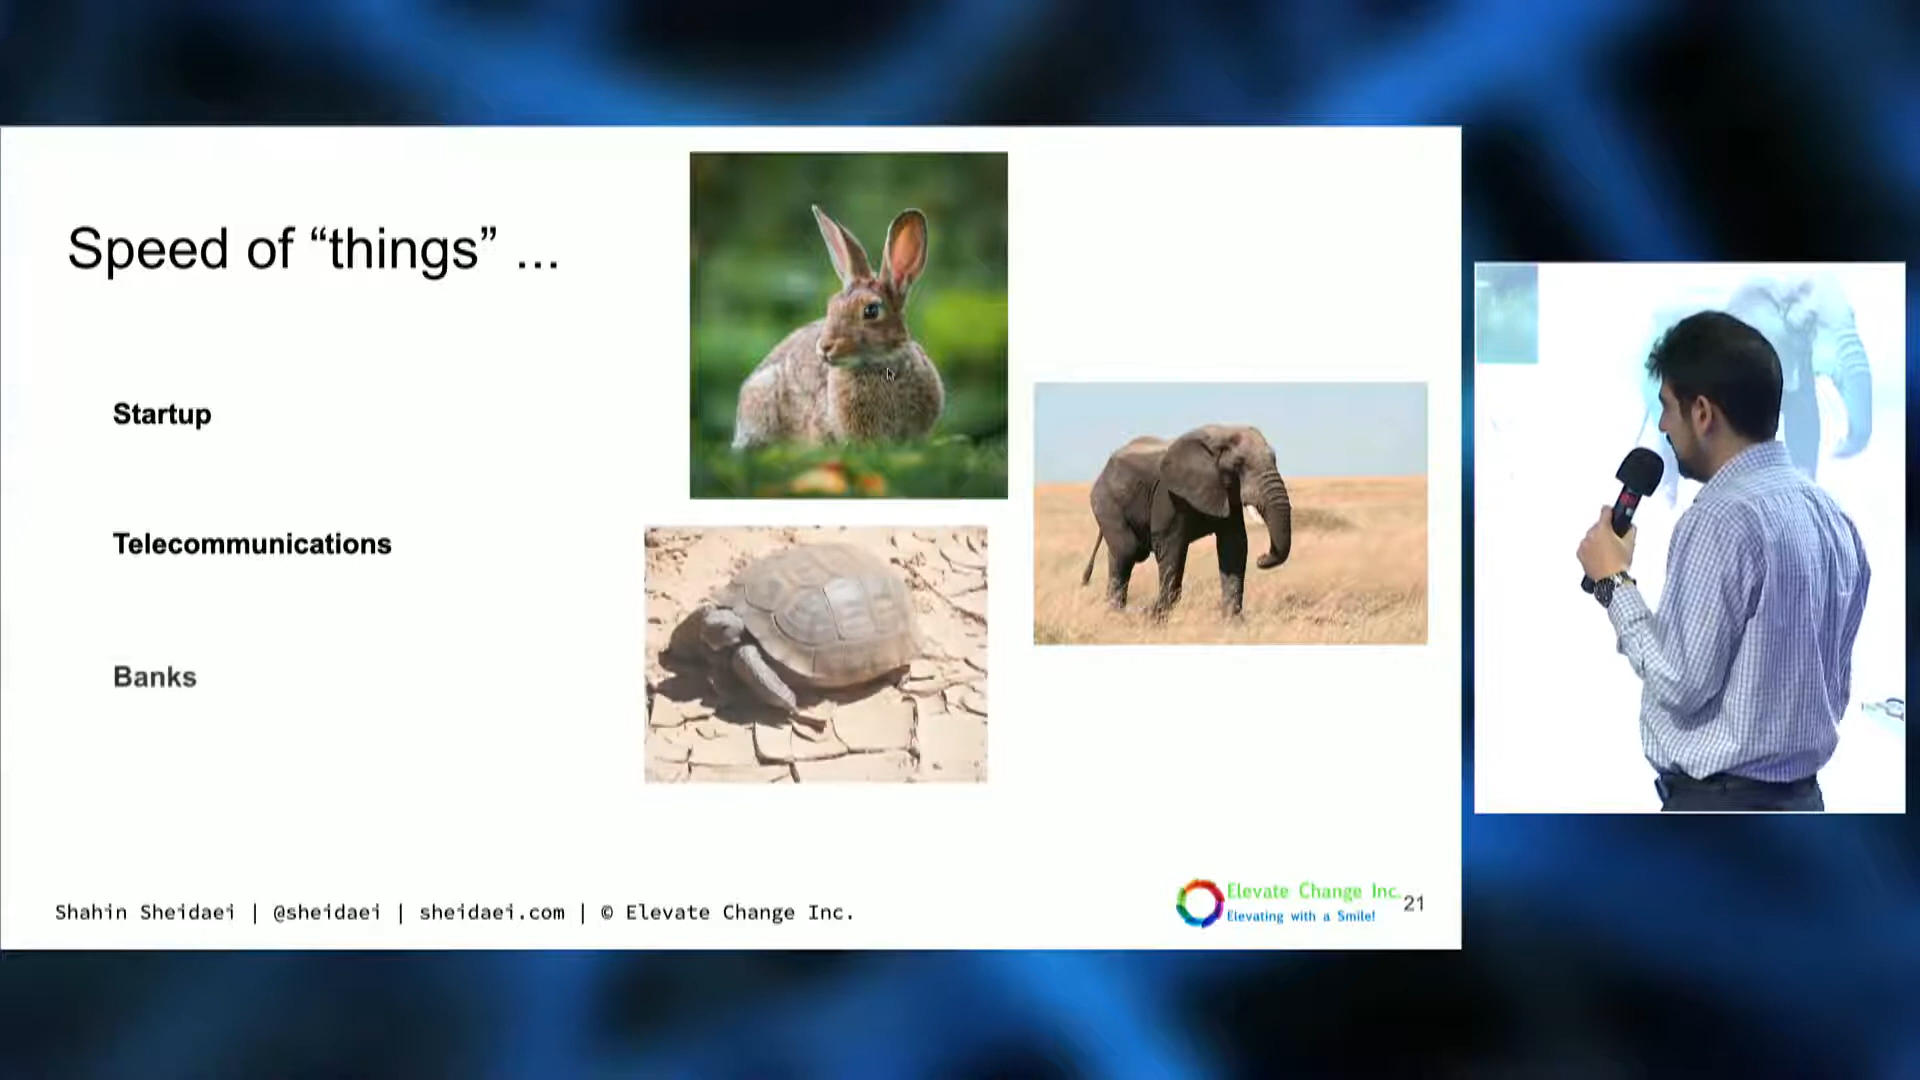 Speed of “things” ...
Startup
Telecommunications
Banks
Shahin Sheidaei | @sheidaei | sheidaei.com | © Elevate Change Inc.
Elevate Change Inc.
Elevating with a Smile!
21